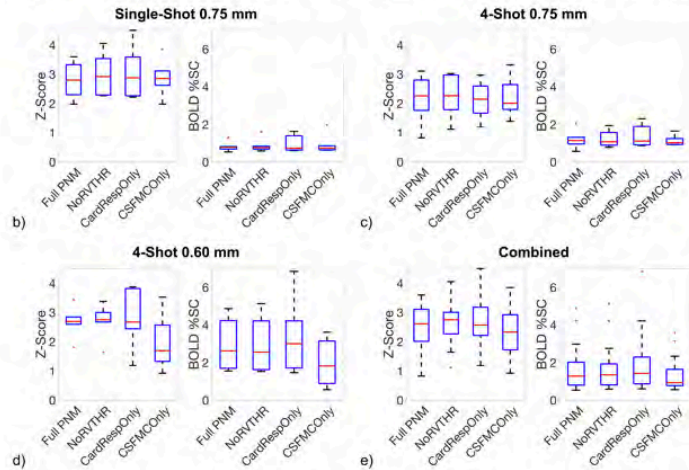 Single-Shot 0.75 mm
4-Shot 0.75 mm
Z-Score
4
3
2
1
0
BOLD %SC
6
4
2
0
Full PNM
NoRVTHR
CardRespOnly
CSFMCOnly
Full PNM
NoRVTHR
CardRespOnly
CSFMCOnly
b)
Z-Score
4
3
2
1
0
BOLD %SC
6
4
2
0
Full PNM
NoRVTHR
CardRespOnly
CSFMCOnly
Full PNM
NoRVTHR
CardRespOnly
CSFMCOnly
c)
4-Shot 0.60 mm
Combined
Z-Score
5
4
3
2
1
0
BOLD %SC
6
4
2
0
Full PNM
NoRVTHR
CardRespOnly
CSFMCOnly
Full PNM
NoRVTHR
CardRespOnly
CSFMCOnly
d)
Z-Score
4
3
2
1
0
BOLD %SC
6
4
2
0
Full PNM
NoRVTHR
CardRespOnly
CSFMCOnly
Full PNM
NoRVTHR
CardRespOnly
CSFMCOnly
e)